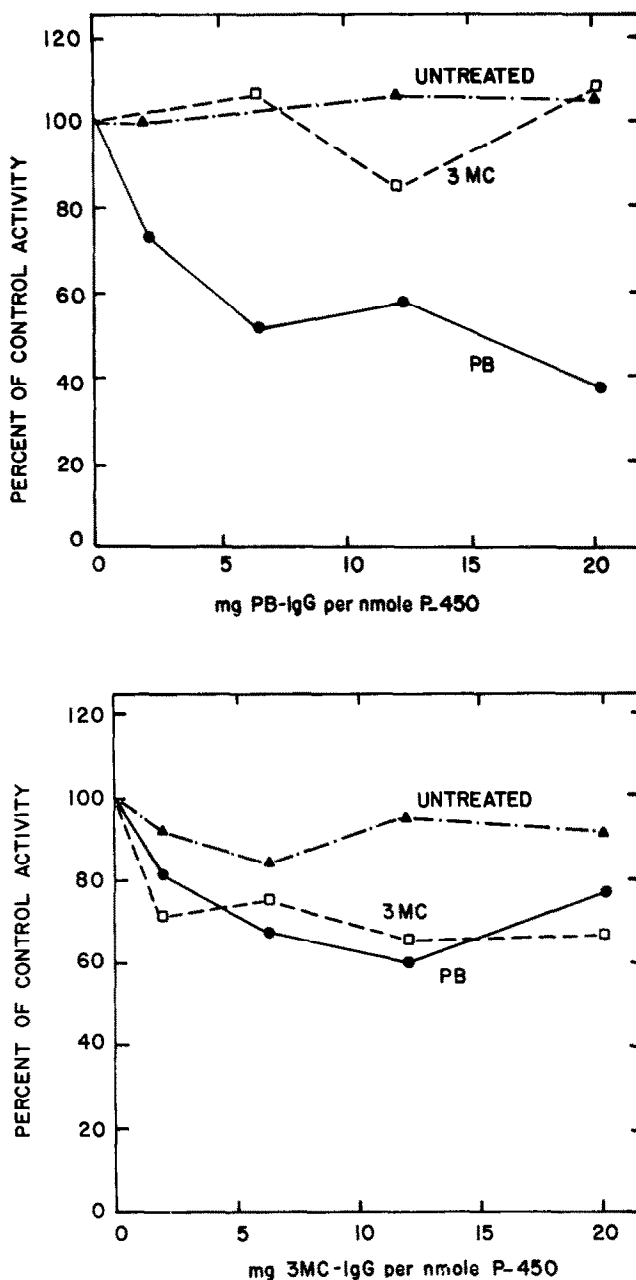 120
100
80
60
40
20
0
PERCENT OF CONTROL ACTIVITY
UNTREATED
3MC
PB
0 5 10 15 20
mg PB-IgG per nmole P-450
120
100
80
60
40
20
0
PERCENT OF CONTROL ACTIVITY
UNTREATED
3MC
PB
0 5 10 15 20
mg 3MC-IgG per nmole P-450